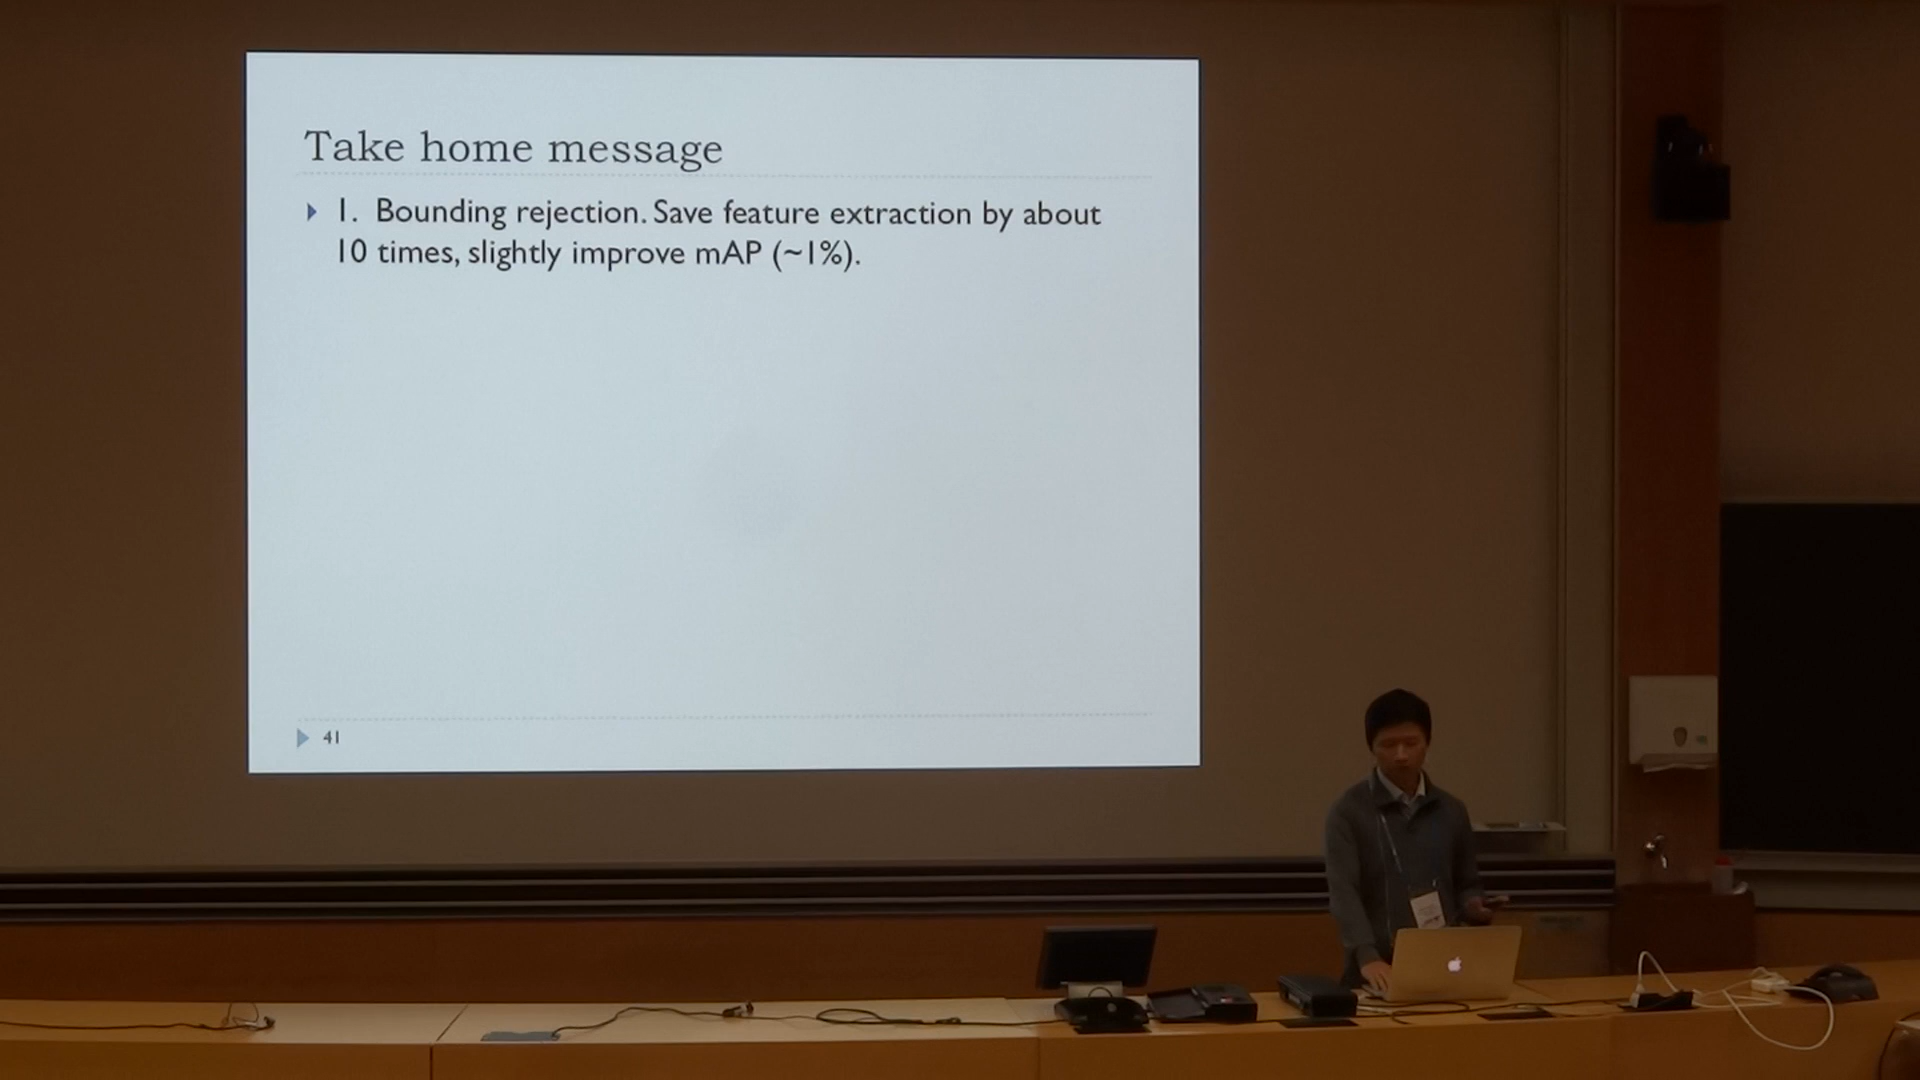 Take home message
1. Bounding rejection. Save feature extraction by about
10 times, slightly improve mAP (~1%).
41